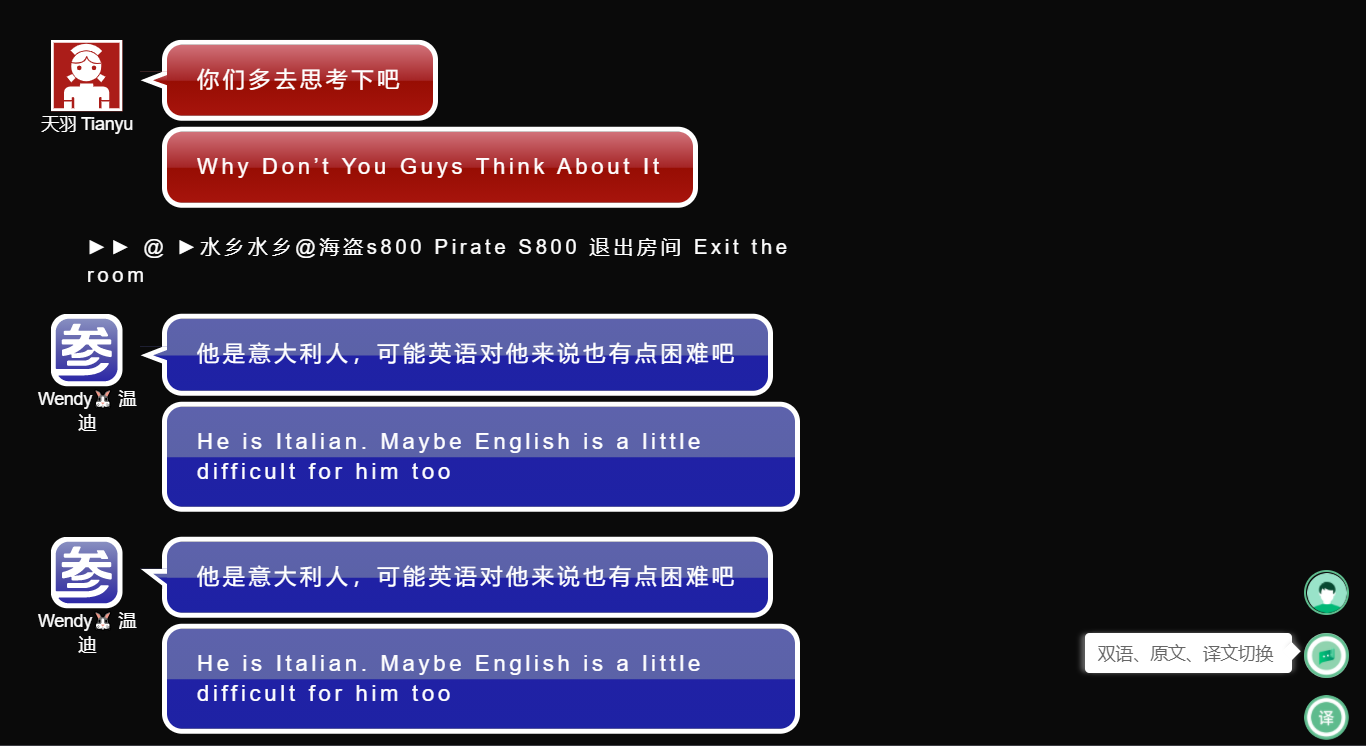 你们多去思考下吧
天羽 Tianyu
Why Don’t You Guys Think About It
►► @ ►水乡水乡@海盗s800 Pirate S800 退出房间 Exit the
room
参
他是意大利人，可能英语对他来说也有点困难吧
Wendy🐰 温
迪
He is Italian. Maybe English is a little
difficult for him too
参
他是意大利人，可能英语对他来说也有点困难吧
Wendy🐰 温
迪
He is Italian. Maybe English is a little
difficult for him too
双语、原文、译文切换
译